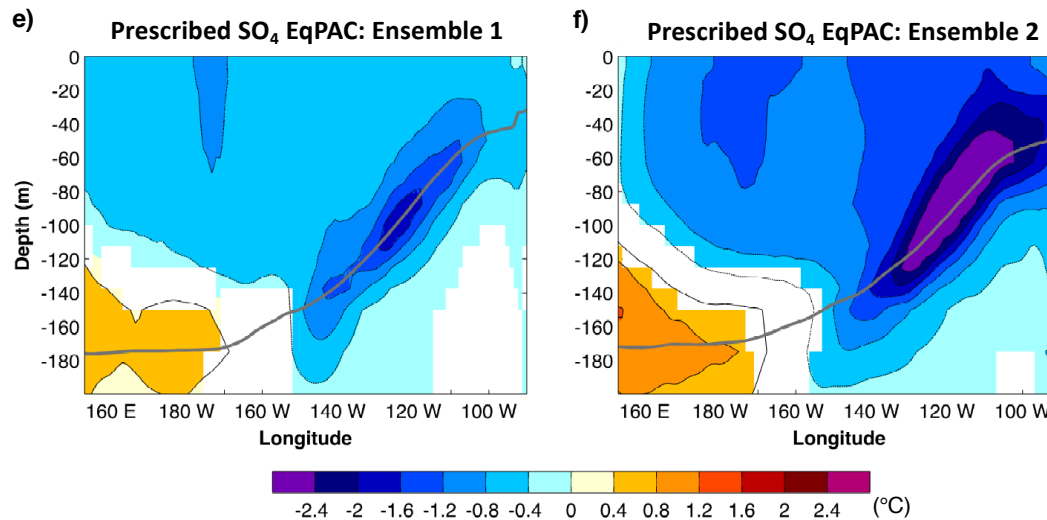 e)
Prescribed SO₄ EqPAC: Ensemble 1
0
-20
-40
-60
-80
-100
-120
-140
-160
-180
Depth (m)
160 E 180 W 160 W 140 W 120 W 100 W
Longitude
f)
Prescribed SO₄ EqPAC: Ensemble 2
0
-20
-40
-60
-80
-100
-120
-140
-160
-180
160 E 180 W 160 W 140 W 120 W 100 W
Longitude
-2.4 -2 -1.6 -1.2 -0.8 -0.4 0 0.4 0.8 1.2 1.6 2 2.4 (°C)